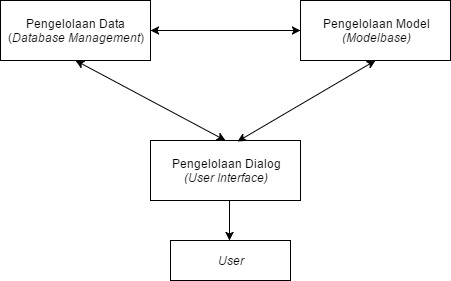 Pengelolaan Data
(Database Management)
Pengelolaan Model
(Modelbase)
Pengelolaan Dialog
(User Interface)
User